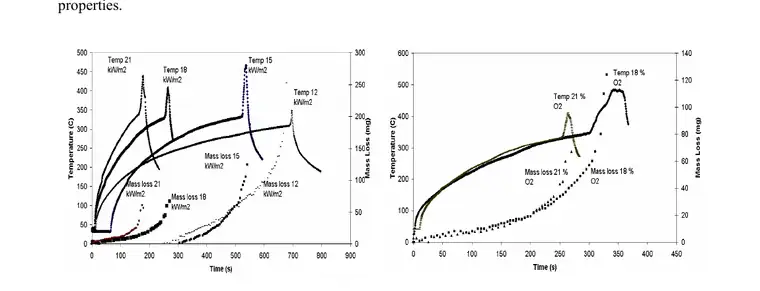 properties.
500
450
400
350
300
250
200
150
100
50
0
Temperature (C)
Temp 21
kW/m2
Temp 18
kW/m2
Temp 15
kW/m2
Temp 12
kW/m2
Mass loss 15
kW/m2
Mass loss 21
kW/m2
Mass loss 18
kW/m2
Mass loss 12
kW/m2
300
250
200
150
100
50
0
Mass Loss (mg)
0 100 200 300 400 500 600 700 800 900
Time (s)
600
500
400
300
200
100
0
Temperature (C)
Temp 18 %
O2
Temp 21 %
O2
Mass loss 21 %
O2
Mass loss 18 %
O2
140
120
100
80
60
40
20
0
Mass Loss (mg)
0 50 100 150 200 250 300 350 400 450
Time (s)